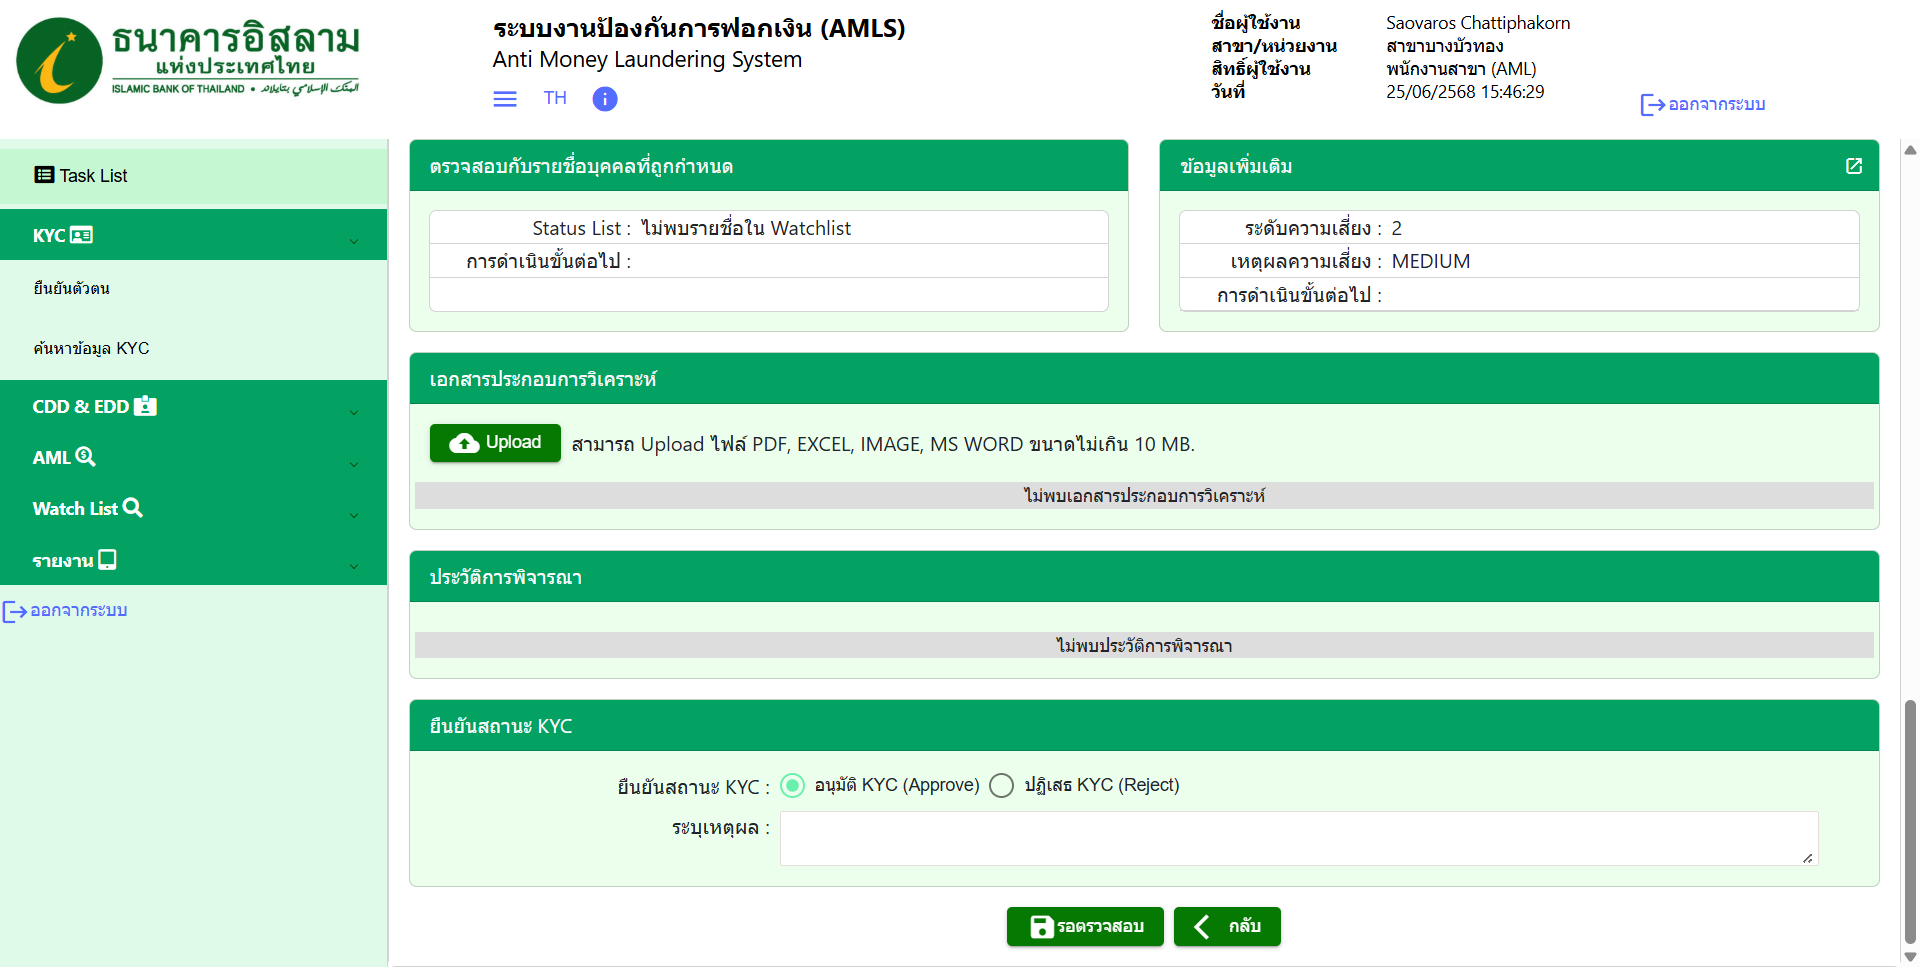 ธนาคารอิสลาม
แห่งประเทศไทย
ISLAMIC BANK OF THAILAND •
ระบบงานป้องกันการฟอกเงิน (AMLS)
Anti Money Laundering System
TH
ชื่อผู้ใช้งาน Saovaros Chattiphakorn
สาขา/หน่วยงาน สาขาบางบัวทอง
สิทธิ์ผู้ใช้งาน พนักงานสาขา (AML)
วันที่ 25/06/2568 15:46:29
ออกจากระบบ
Task List
KYC
ยืนยันตัวตน
ค้นหาข้อมูล KYC
CDD & EDD
AML
Watch List
รายงาน
ออกจากระบบ
ตรวจสอบกับรายชื่อบุคคลที่ถูกกำหนด
Status List : ไม่พบรายชื่อใน Watchlist
การดำเนินขั้นต่อไป :
ข้อมูลเพิ่มเติม
ระดับความเสี่ยง : 2
เหตุผลความเสี่ยง : MEDIUM
การดำเนินขั้นต่อไป :
เอกสารประกอบการวิเคราะห์
Upload สามารถ Upload ไฟล์ PDF, EXCEL, IMAGE, MS WORD ขนาดไม่เกิน 10 MB.
ไม่พบเอกสารประกอบการวิเคราะห์
ประวัติการพิจารณา
ไม่พบประวัติการพิจารณา
ยืนยันสถานะ KYC
ยืนยันสถานะ KYC : อนุมัติ KYC (Approve) ปฏิเสธ KYC (Reject)
ระบุเหตุผล :
รอตรวจสอบ กลับ